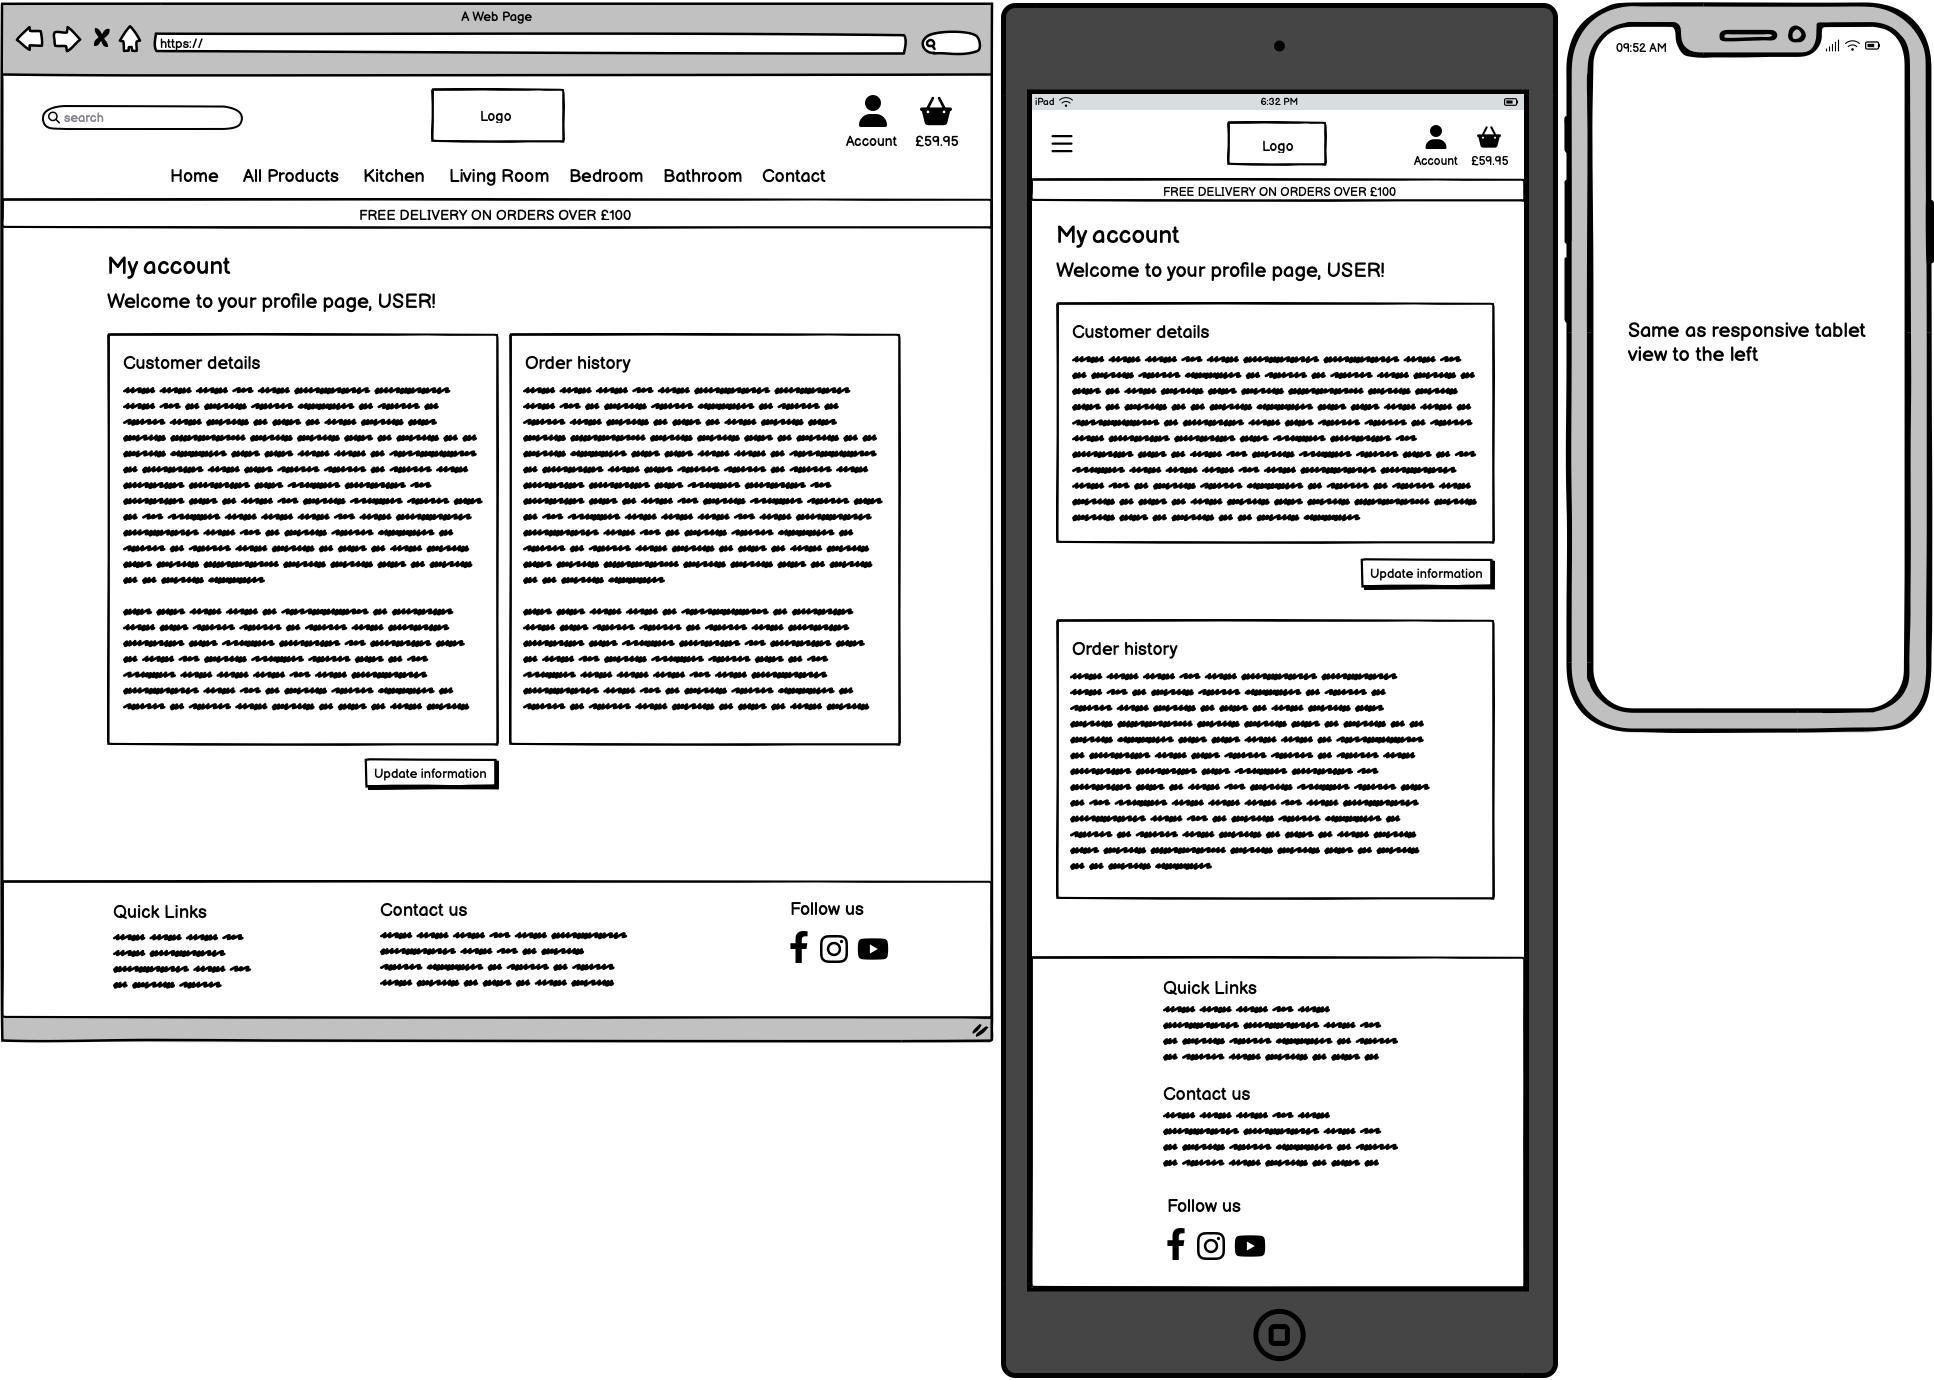 A Web Page
https://
search
Logo
Account
£59.95
Home All Products Kitchen Living Room Bedroom Bathroom Contact
FREE DELIVERY ON ORDERS OVER £100
My account
Welcome to your profile page, USER!
Customer details
Order history
Update information
Quick Links
Contact us
Follow us
iPad
6:32 PM
Logo
Account
£59.95
FREE DELIVERY ON ORDERS OVER £100
My account
Welcome to your profile page, USER!
Customer details
Update information
Order history
Quick Links
Contact us
Follow us
09:52 AM
Same as responsive tablet
view to the left